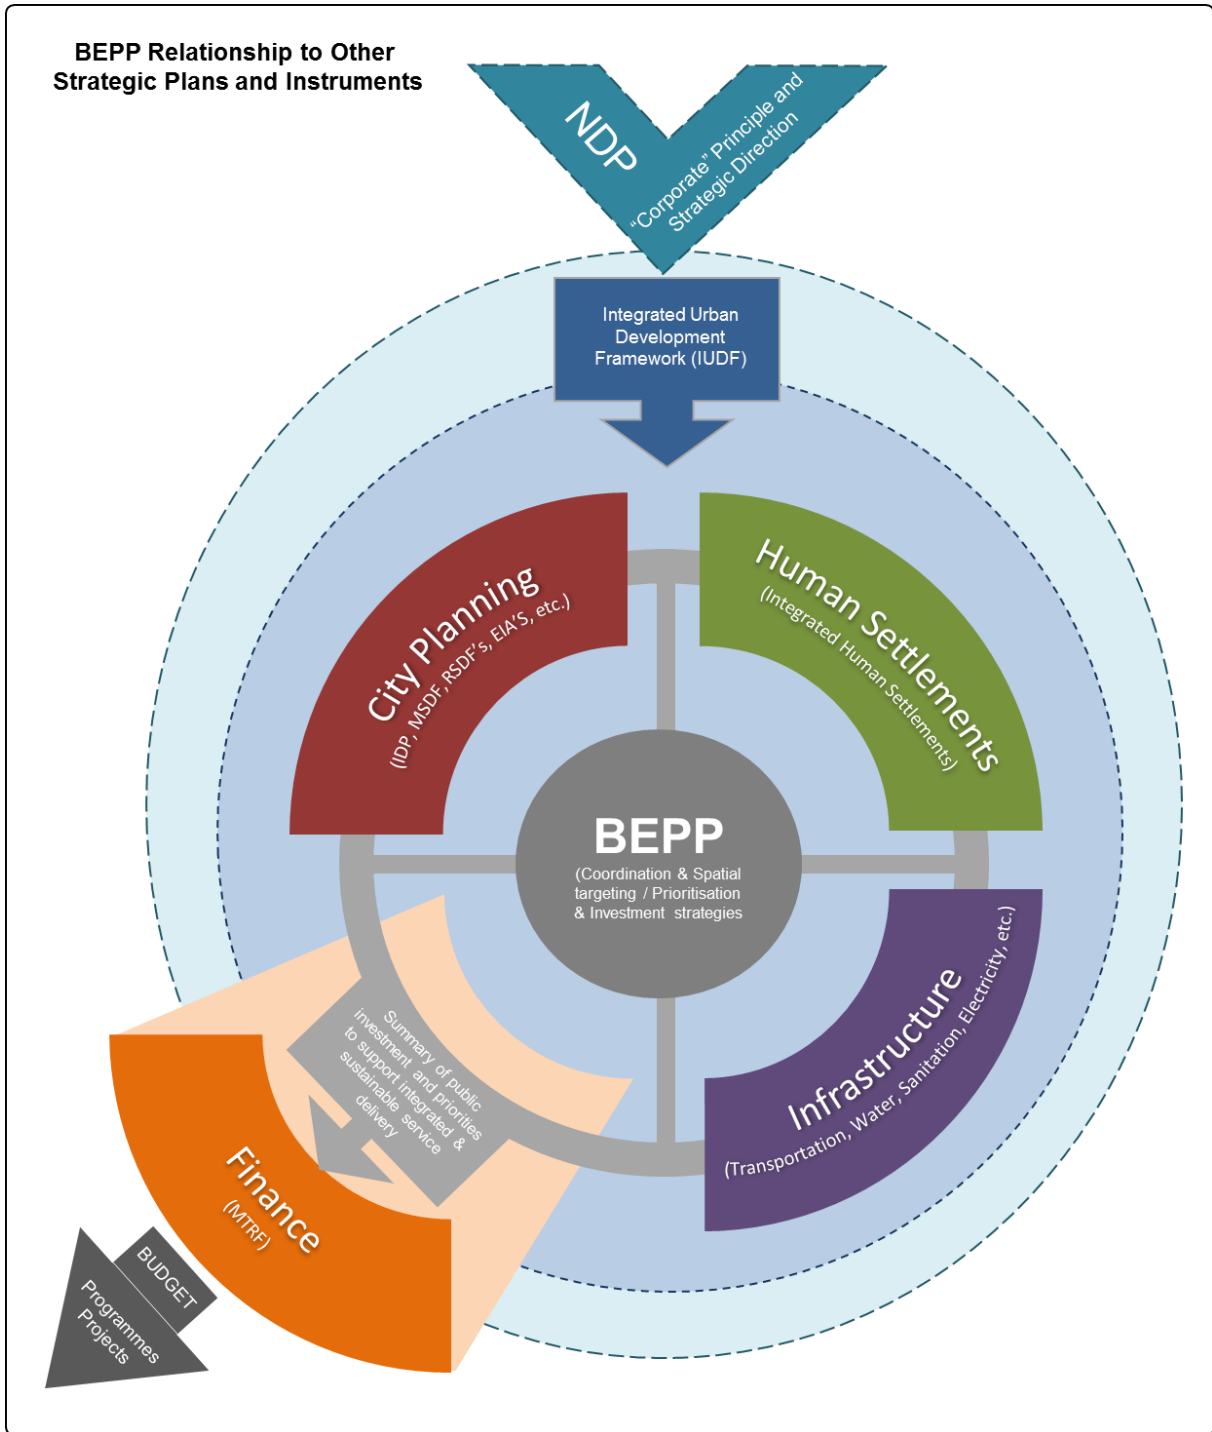 BEPP Relationship to Other
Strategic Plans and Instruments
NDP
“Corporate” Principle and
Strategic Direction
Integrated Urban
Development
Framework (IUDF)
City Planning
(IDP, MSDF, RSDF’s, EIA’S, etc.)
Human Settlements
(Integrated Human Settlements)
BEPP
(Coordination & Spatial
targeting / Prioritisation
& Investment strategies
Infrastructure
(Transportation, Water, Sanitation, Electricity, etc.)
Summary of public
investment and priorities
to support integrated &
sustainable service
delivery
Finance
(MTRF)
BUDGET
Programmes
Projects